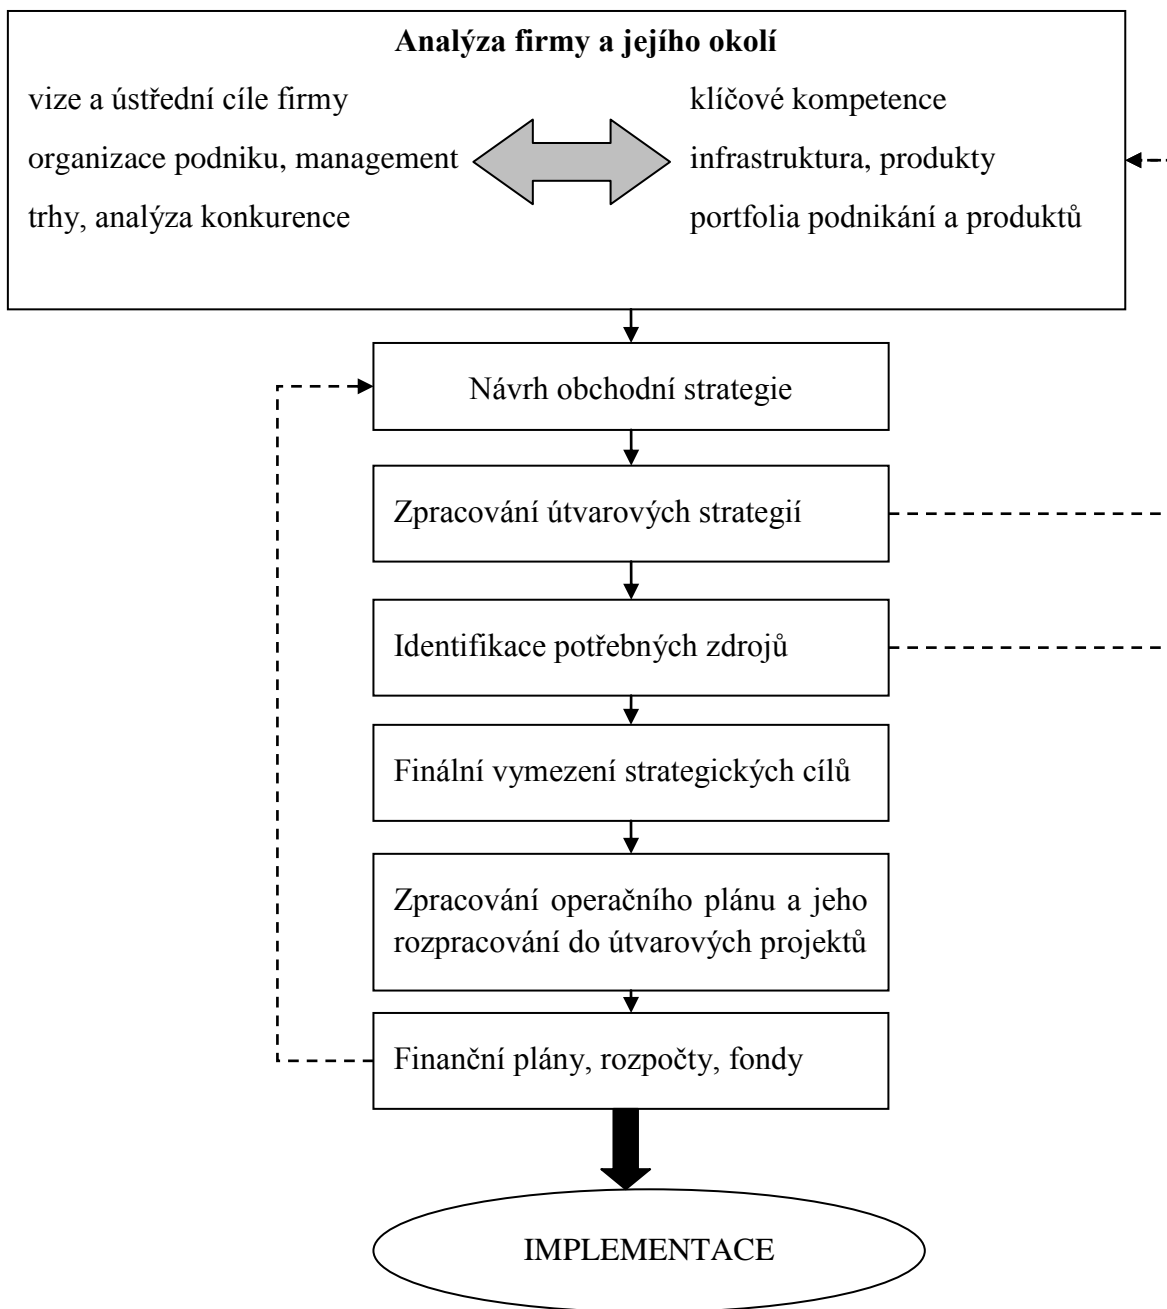 Analýza firmy a jejího okolí
vize a ústřední cíle firmy
klíčové kompetence
organizace podniku, management
infrastruktura, produkty
trhy, analýza konkurence
portfolia podnikání a produktů
Návrh obchodní strategie
Zpracování útvarových strategií
Identifikace potřebných zdrojů
Finální vymezení strategických cílů
Zpracování operačního plánu a jeho
rozpracování do útvarových projektů
Finanční plány, rozpočty, fondy
IMPLEMENTACE